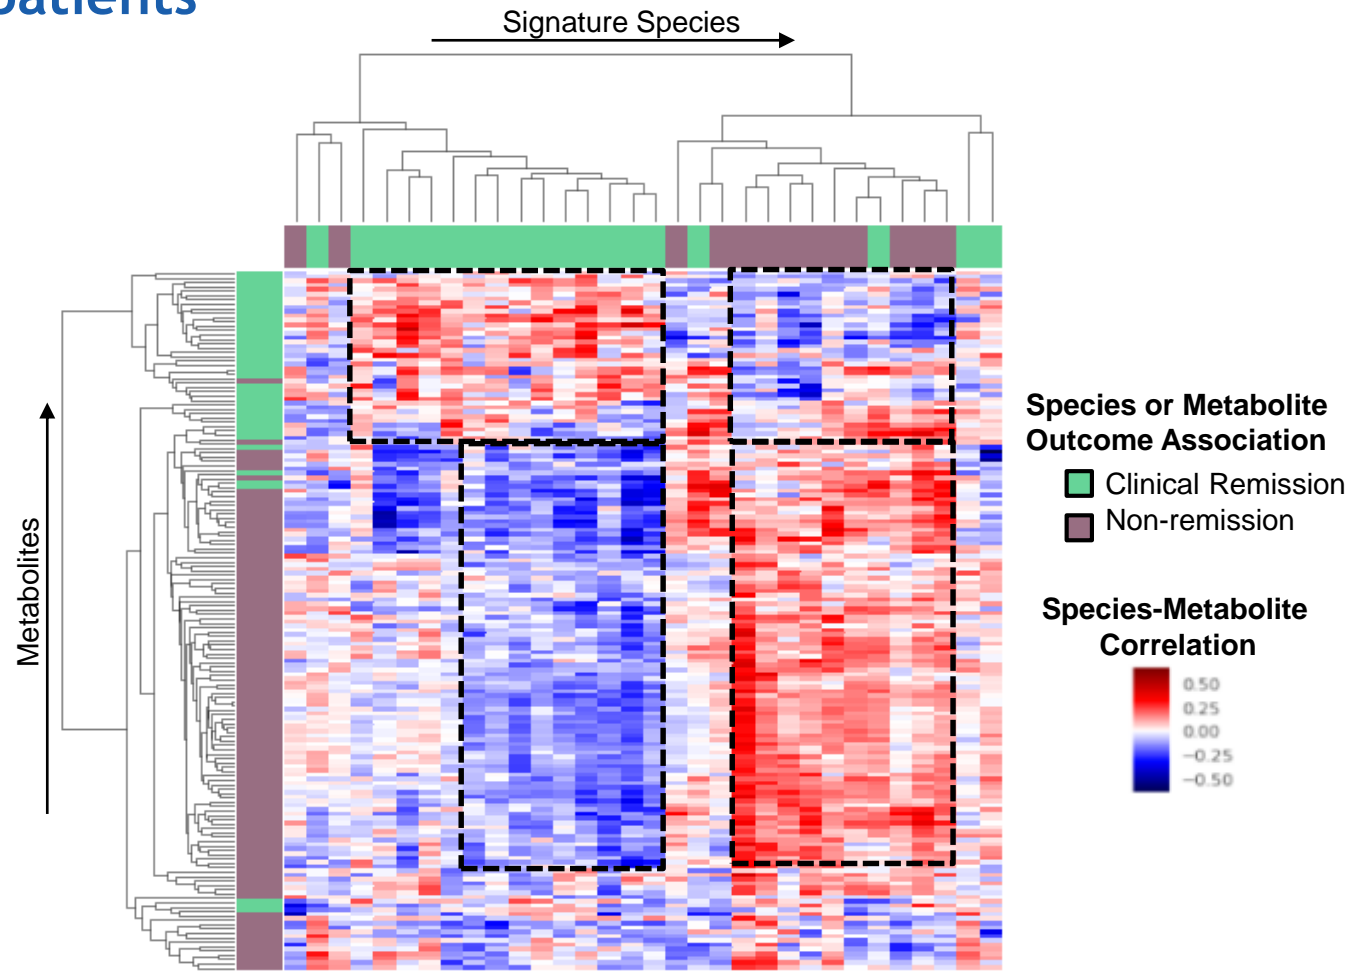 patients
Signature Species
Metabolites
Species or Metabolite
Outcome Association
Clinical Remission
Non-remission
Species-Metabolite
Correlation
0.50
0.25
0.00
−0.25
−0.50